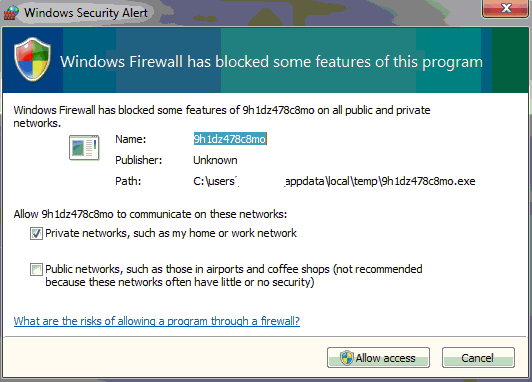 Windows Security Alert
Windows Firewall has blocked some features of this program
Windows Firewall has blocked some features of 9h1dz478c8mo on all public and private
networks.
Name: 9h1dz478c8mo
Publisher: Unknown
Path: C:\users\ appdata\local\temp\9h1dz478c8mo.exe
Allow 9h1dz478c8mo to communicate on these networks:
Private networks, such as my home or work network
Public networks, such as those in airports and coffee shops (not recommended
because these networks often have little or no security)
What are the risks of allowing a program through a firewall?
Allow access Cancel